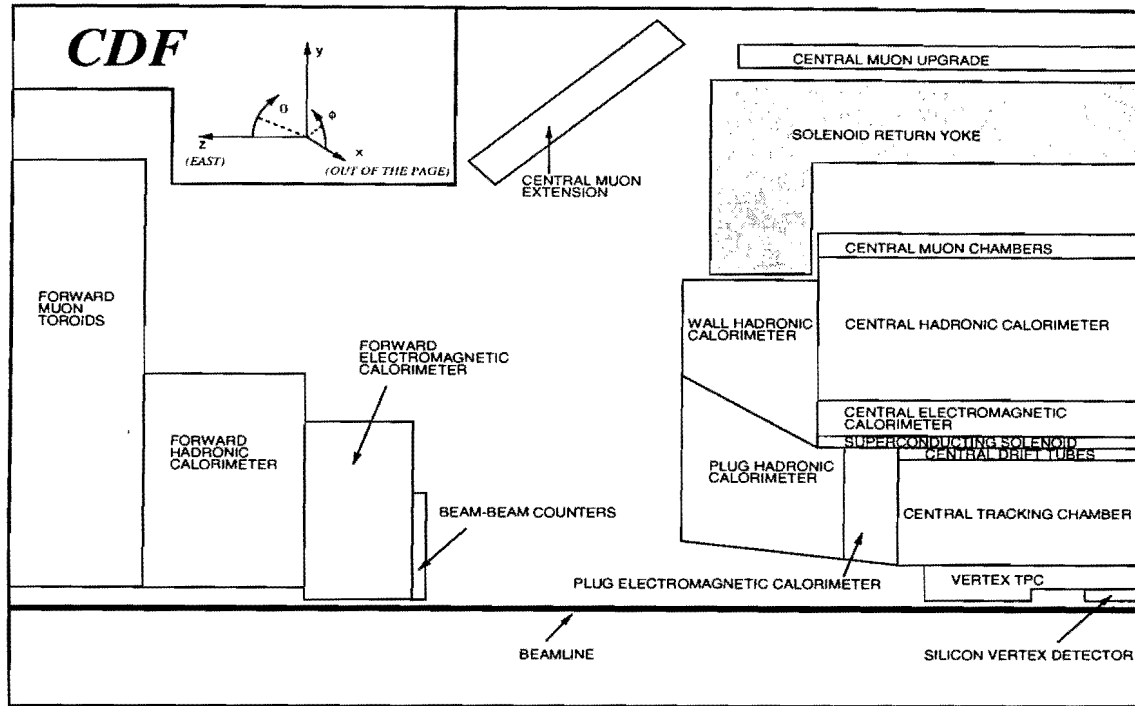 CDF
y
θ
φ
z
(EAST)
x
(OUT OF THE PAGE)
CENTRAL MUON
EXTENSION
CENTRAL MUON UPGRADE
SOLENOID RETURN YOKE
CENTRAL MUON CHAMBERS
FORWARD
MUON
TOROIDS
FORWARD
ELECTROMAGNETIC
CALORIMETER
WALL HADRONIC
CALORIMETER
CENTRAL HADRONIC CALORIMETER
CENTRAL ELECTROMAGNETIC
CALORIMETER
SUPERCONDUCTING SOLENOID
CENTRAL DRIFT TUBES
FORWARD
HADRONIC
CALORIMETER
PLUG HADRONIC
CALORIMETER
BEAM-BEAM COUNTERS
CENTRAL TRACKING CHAMBER
PLUG ELECTROMAGNETIC CALORIMETER
VERTEX TPC
BEAMLINE
SILICON VERTEX DETECTOR